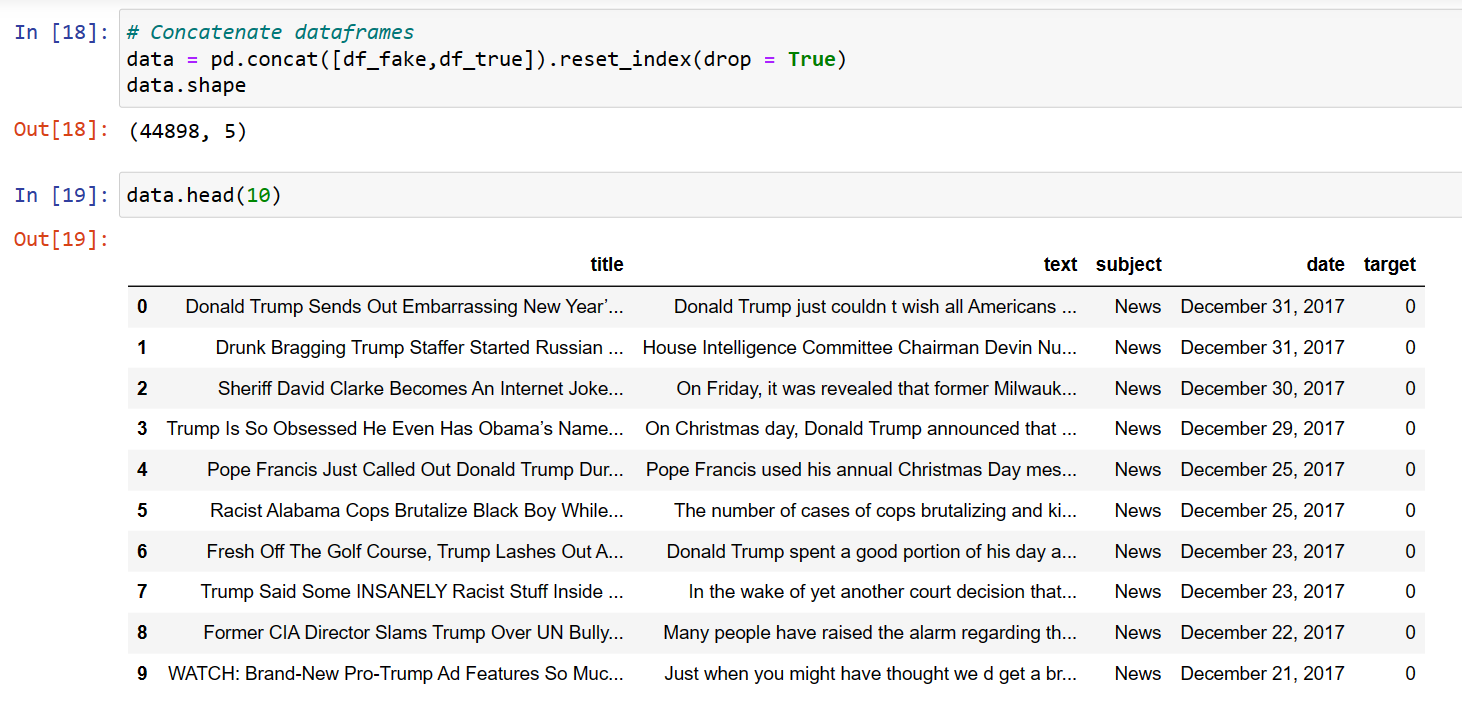 In [18]: # Concatenate dataframes
data = pd.concat([df_fake,df_true]).reset_index(drop = True)
data.shape
Out[18]: (44898, 5)
In [19]: data.head(10)
Out[19]:
title text subject date target
0 Donald Trump Sends Out Embarrassing New Year’... Donald Trump just couldn t wish all Americans ... News December 31, 2017 0
1 Drunk Bragging Trump Staffer Started Russian ... House Intelligence Committee Chairman Devin Nu... News December 31, 2017 0
2 Sheriff David Clarke Becomes An Internet Joke... On Friday, it was revealed that former Milwauk... News December 30, 2017 0
3 Trump Is So Obsessed He Even Has Obama’s Name... On Christmas day, Donald Trump announced that ... News December 29, 2017 0
4 Pope Francis Just Called Out Donald Trump Dur... Pope Francis used his annual Christmas Day mes... News December 25, 2017 0
5 Racist Alabama Cops Brutalize Black Boy While... The number of cases of cops brutalizing and ki... News December 25, 2017 0
6 Fresh Off The Golf Course, Trump Lashes Out A... Donald Trump spent a good portion of his day a... News December 23, 2017 0
7 Trump Said Some INSANELY Racist Stuff Inside ... In the wake of yet another court decision that... News December 23, 2017 0
8 Former CIA Director Slams Trump Over UN Bully... Many people have raised the alarm regarding th... News December 22, 2017 0
9 WATCH: Brand-New Pro-Trump Ad Features So Muc... Just when you might have thought we d get a br... News December 21, 2017 0